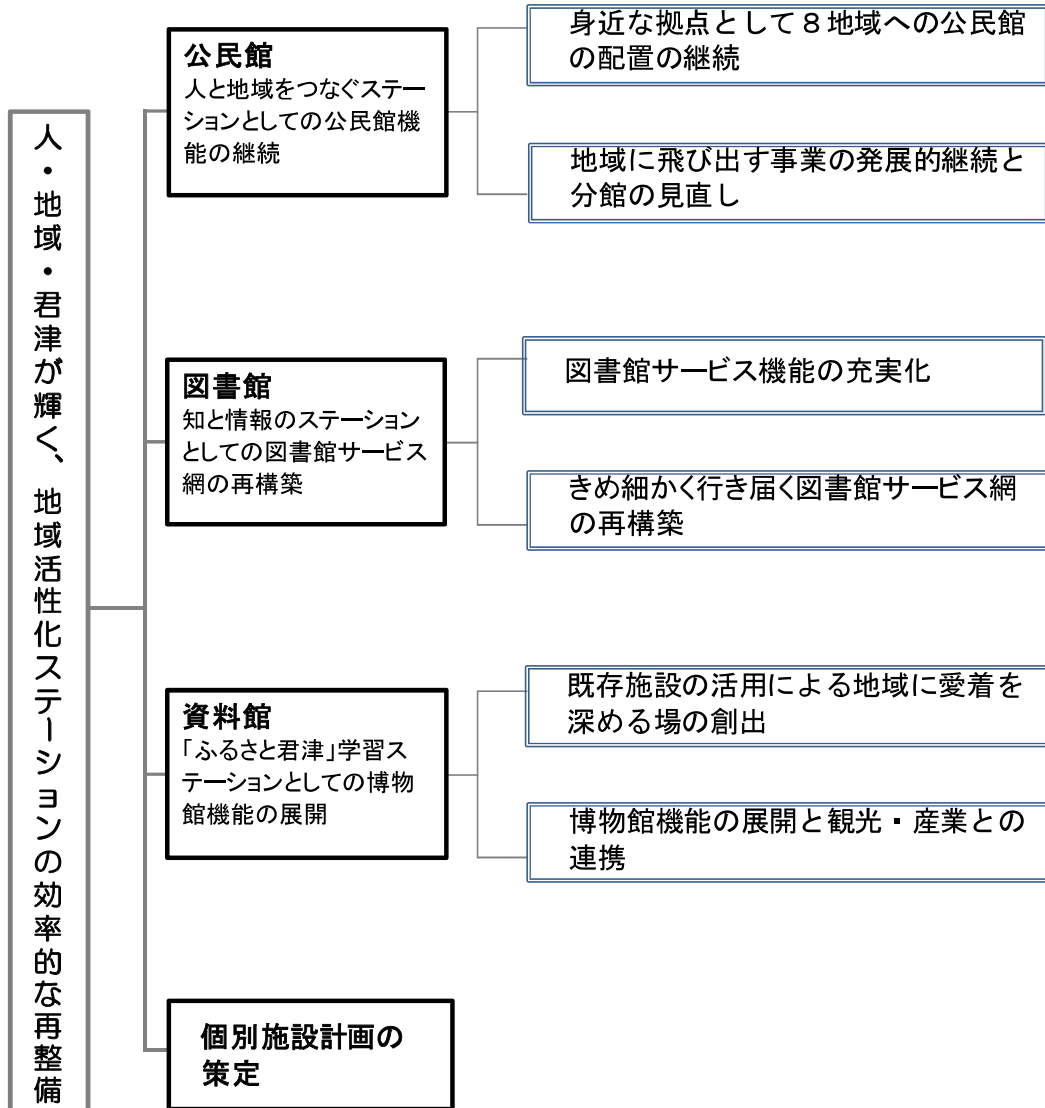 人・地域・君津が輝く、地域活性化ステーションの効率的な再整備
公民館
人と地域をつなぐステー
ションとしての公民館機
能の継続
身近な拠点として８地域への公民館
の配置の継続
地域に飛び出す事業の発展的継続と
分館の見直し
図書館
知と情報のステーション
としての図書館サービス
網の再構築
図書館サービス機能の充実化
きめ細かく行き届く図書館サービス網
の再構築
資料館
「ふるさと君津」学習ス
テーションとしての博物
館機能の展開
既存施設の活用による地域に愛着を
深める場の創出
博物館機能の展開と観光・産業との
連携
個別施設計画の
策定